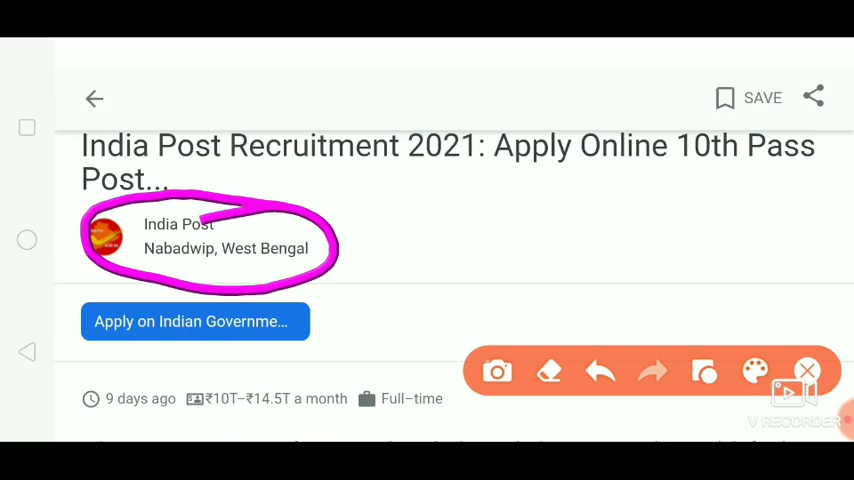 SAVE
India Post Recruitment 2021: Apply Online 10th Pass
Post...
India Post
Nabadwip, West Bengal
Apply on Indian Governme...
9 days ago ₹10T–₹14.5T a month Full–time
V RECORDER